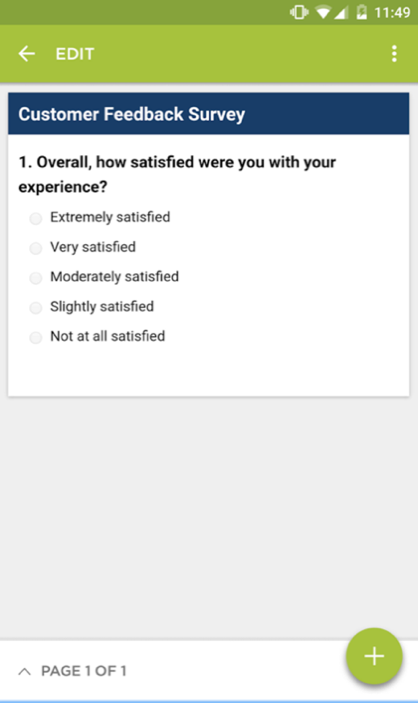 11:49
EDIT
Customer Feedback Survey
1. Overall, how satisfied were you with your
experience?
Extremely satisfied
Very satisfied
Moderately satisfied
Slightly satisfied
Not at all satisfied
PAGE 1 OF 1